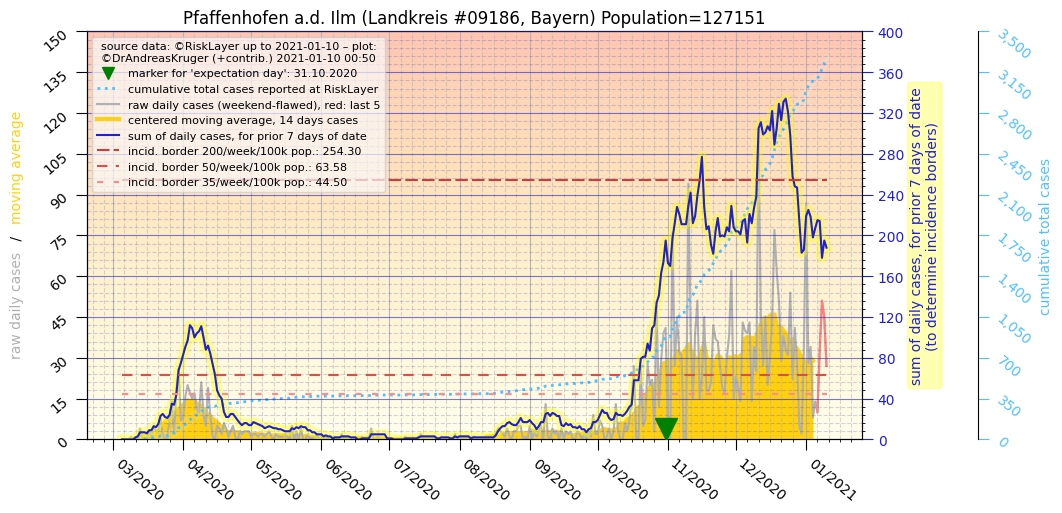 Pfaffenhofen a.d. Ilm (Landkreis #09186, Bayern) Population=127151
source data: ©RiskLayer up to 2021-01-10 – plot:
©DrAndreasKruger (+contrib.) 2021-01-10 00:50
marker for 'expectation day': 31.10.2020
cumulative total cases reported at RiskLayer
raw daily cases (weekend-flawed), red: last 5
centered moving average, 14 days cases
sum of daily cases, for prior 7 days of date
incid. border 200/week/100k pop.: 254.30
incid. border 50/week/100k pop.: 63.58
incid. border 35/week/100k pop.: 44.50
raw daily cases / moving average
150
135
120
105
90
75
60
45
30
15
0
03/2020
04/2020
05/2020
06/2020
07/2020
08/2020
09/2020
10/2020
11/2020
12/2020
01/2021
400
360
320
280
240
200
160
120
80
40
0
sum of daily cases, for prior 7 days of date
(to determine incidence borders)
3,500
3,150
2,800
2,450
2,100
1,750
1,400
1,050
700
350
0
cumulative total cases